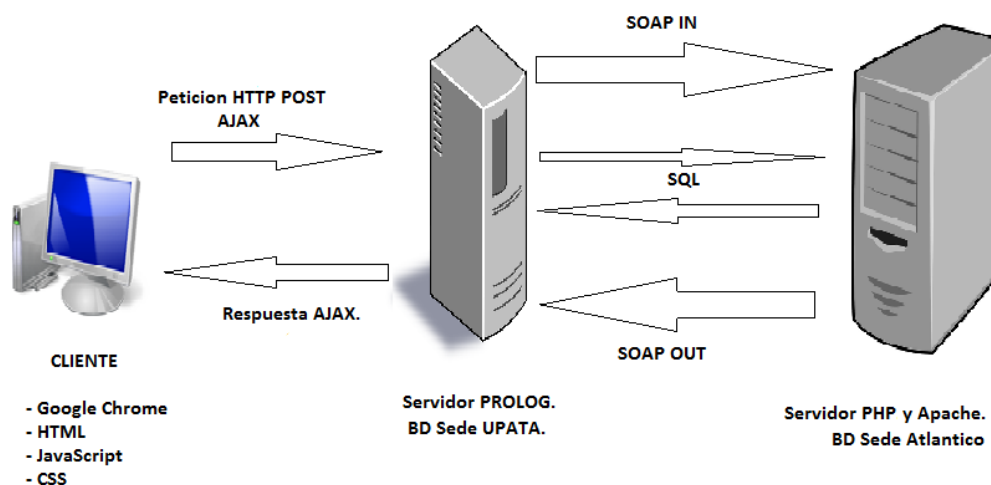 SOAP IN
Peticion HTTP POST
AJAX
SQL
Respuesta AJAX.
SOAP OUT
CLIENTE
- Google Chrome
- HTML
- JavaScript
- CSS
Servidor PROLOG.
BD Sede UPATA.
Servidor PHP y Apache.
BD Sede Atlantico